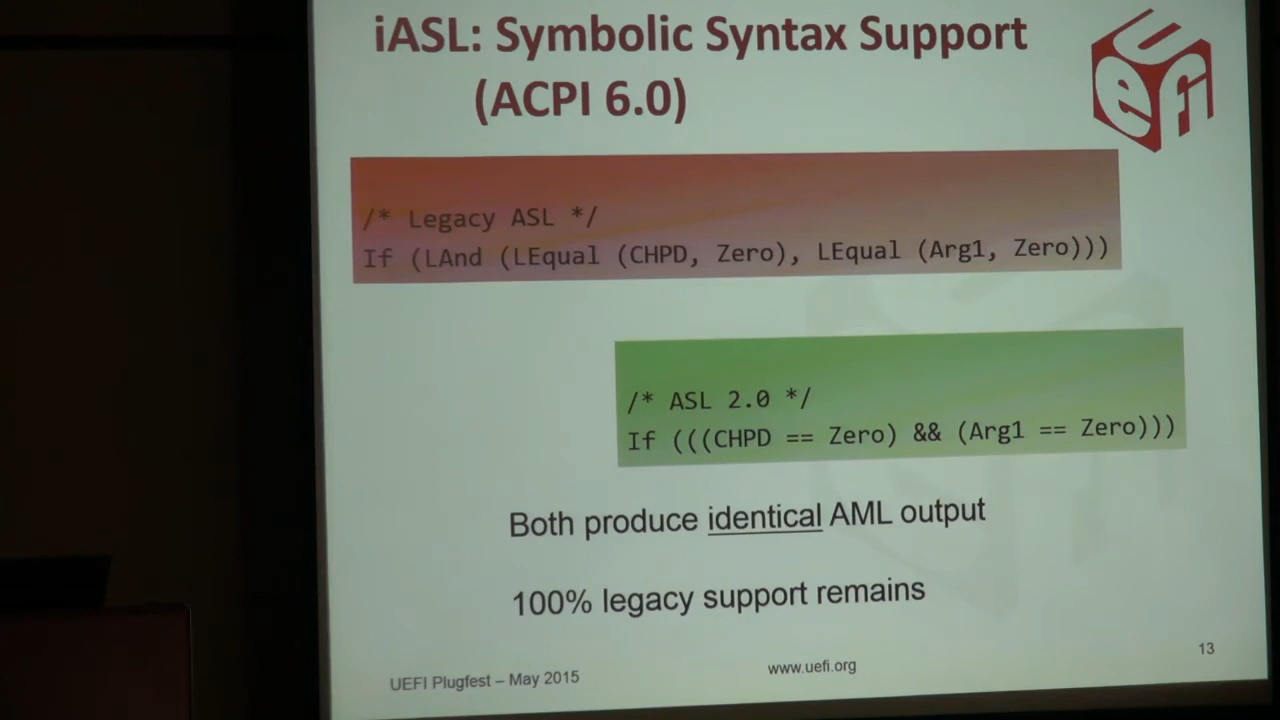 iASL: Symbolic Syntax Support
(ACPI 6.0)
UEFI
/* Legacy ASL */
If (LAnd (LEqual (CHPD, Zero), LEqual (Arg1, Zero)))
/* ASL 2.0 */
If (((CHPD == Zero) && (Arg1 == Zero)))
Both produce identical AML output
100% legacy support remains
UEFI Plugfest – May 2015
www.uefi.org
13